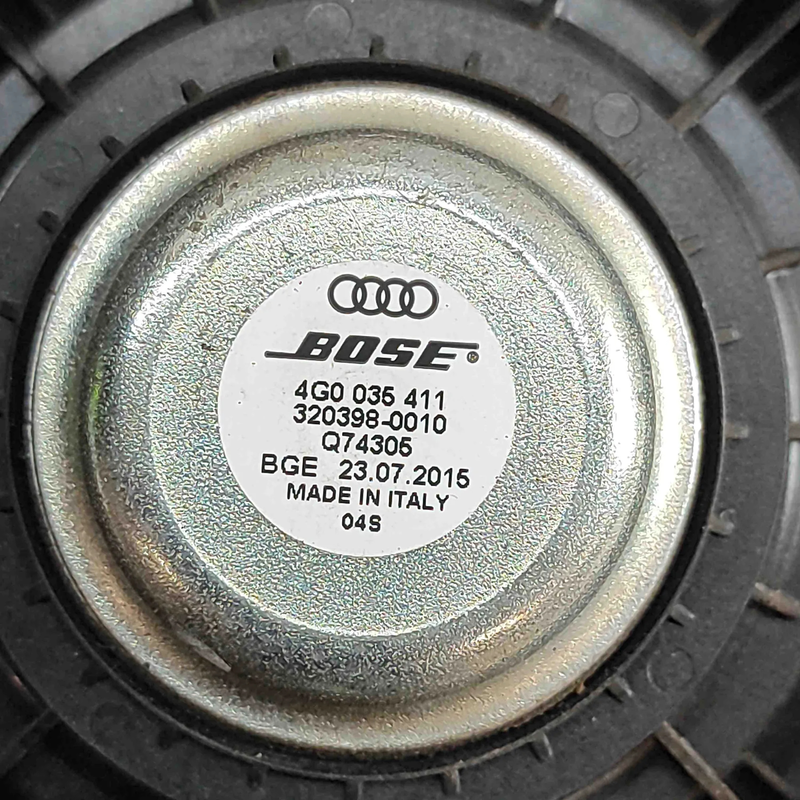 BOSE®
4G0 035 411
320398-0010
Q74305
BGE 23.07.2015
MADE IN ITALY
04S